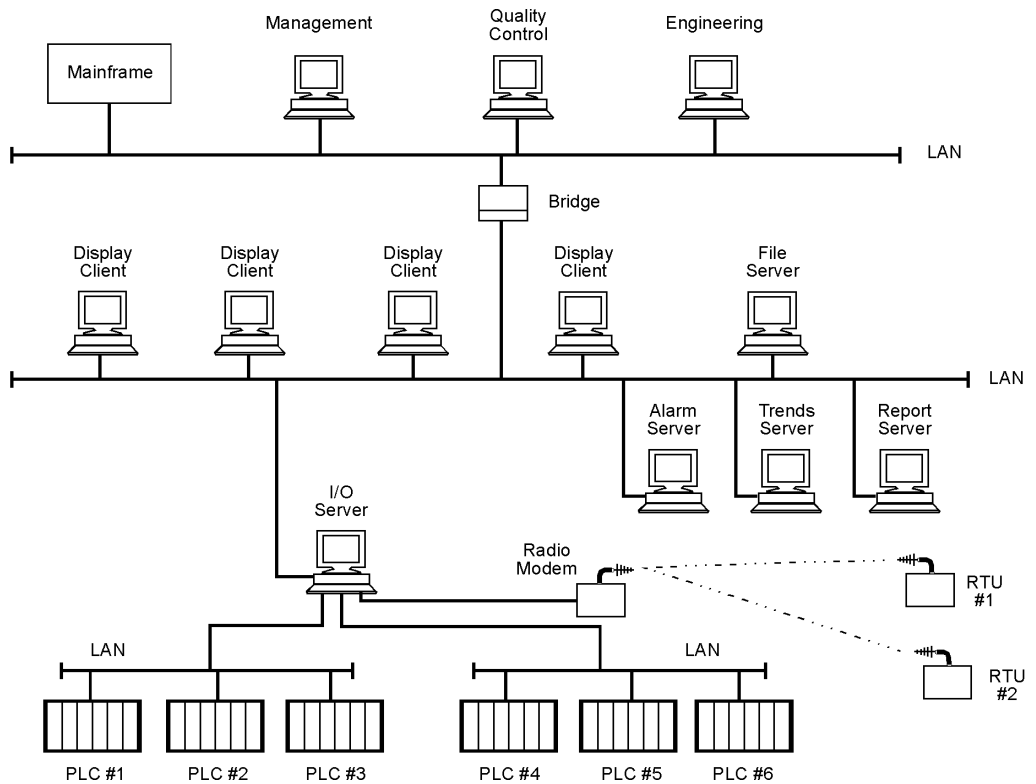 Management
Quality
Control
Engineering
Mainframe
LAN
Bridge
Display
Client
Display
Client
Display
Client
Display
Client
File
Server
LAN
Alarm
Server
Trends
Server
Report
Server
I/O
Server
Radio
Modem
RTU
#1
LAN
LAN
RTU
#2
PLC #1
PLC #2
PLC #3
PLC #4
PLC #5
PLC #6